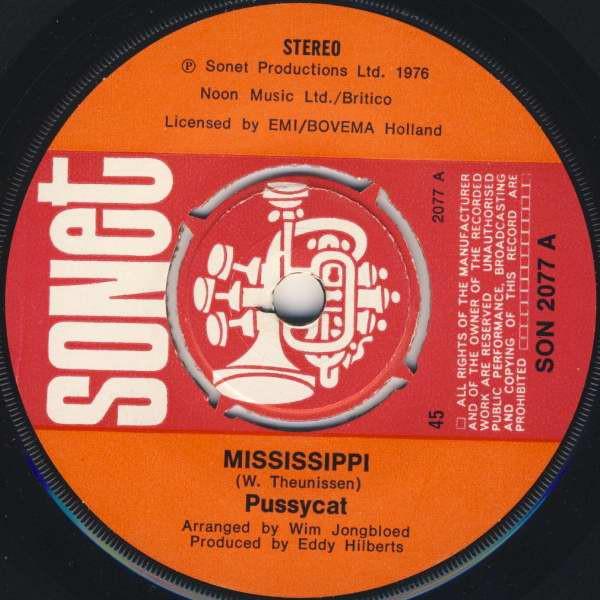 STEREO
℗ Sonet Productions Ltd. 1976
Noon Music Ltd./Britico
Licensed by EMI/BOVEMA Holland
sonet
2077 A
45
ALL RIGHTS OF THE MANUFACTURER
AND OF THE OWNER OF THE RECORDED
WORK ARE RESERVED UNAUTHORISED
PUBLIC PERFORMANCE, BROADCASTING
AND COPYING OF THIS RECORD ARE
PROHIBITED
SON 2077 A
MISSISSIPPI
(W. Theunissen)
Pussycat
Arranged by Wim Jongbloed
Produced by Eddy Hilberts